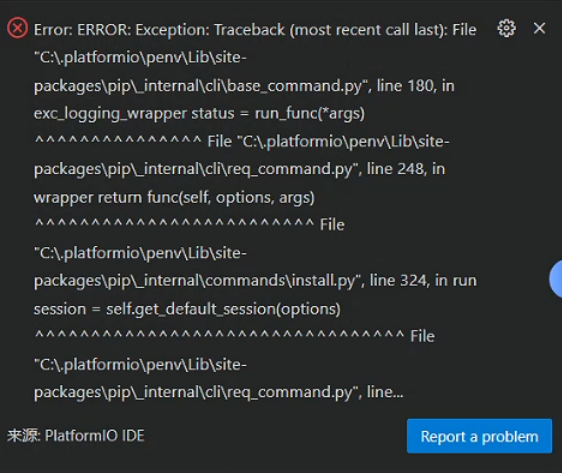 Error: ERROR: Exception: Traceback (most recent call last): File
"C:\.platformio\penv\Lib\site-
packages\pip\_internal\cli\base_command.py", line 180, in
exc_logging_wrapper status = run_func(*args)
^^^^^^^^^^^^^^^ File "C:\.platformio\penv\Lib\site-
packages\pip\_internal\cli\req_command.py", line 248, in
wrapper return func(self, options, args)
^^^^^^^^^^^^^^^^^^^^^^^^^ File
"C:\.platformio\penv\Lib\site-
packages\pip\_internal\commands\install.py", line 324, in run
session = self.get_default_session(options)
^^^^^^^^^^^^^^^^^^^^^^^^^^^^^^^^^ File
"C:\.platformio\penv\Lib\site-
packages\pip\_internal\cli\req_command.py", line...
来源: PlatformIO IDE
Report a problem